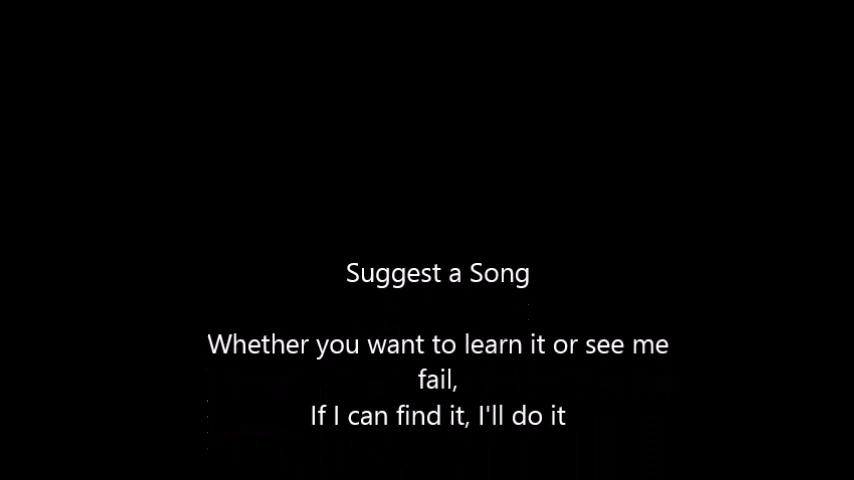 Suggest a Song
Whether you want to learn it or see me
fail,
If I can find it, I'll do it